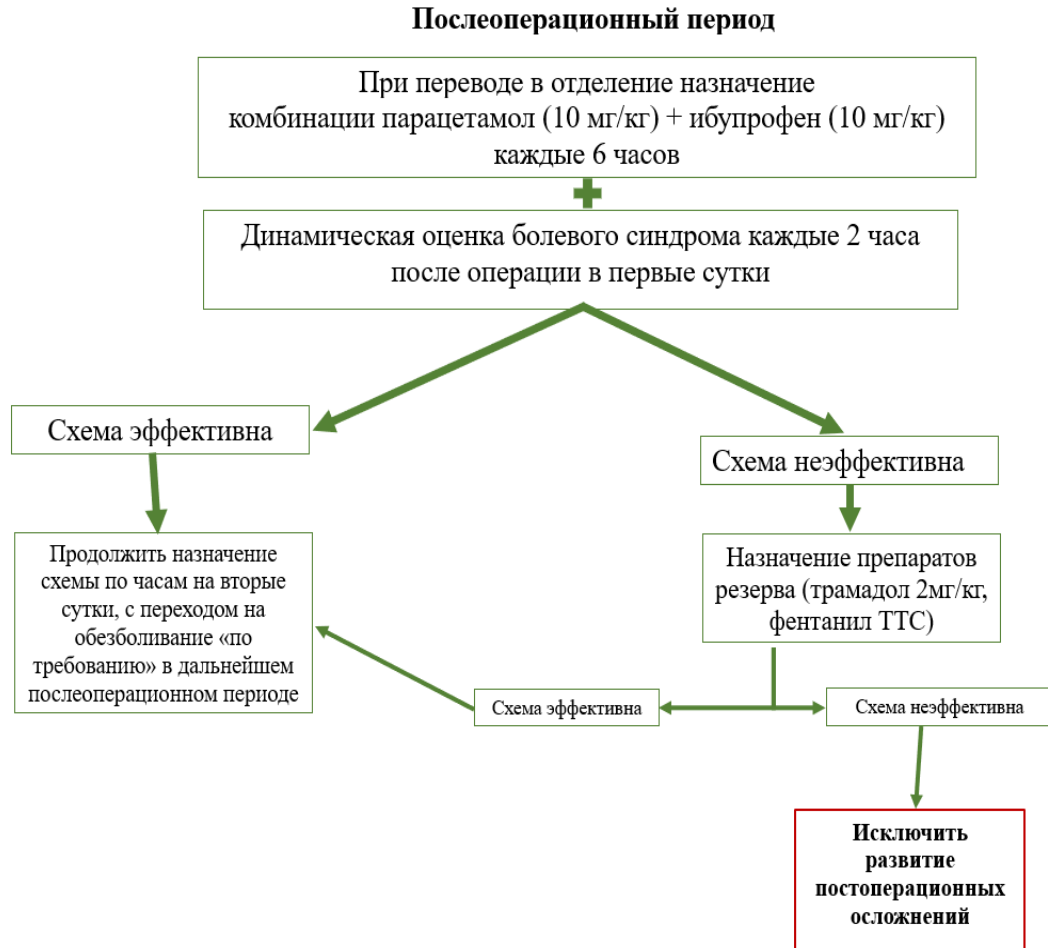 Послеоперационный период
При переводе в отделение назначение
комбинации парацетамол (10 мг/кг) + ибупрофен (10 мг/кг)
каждые 6 часов
Динамическая оценка болевого синдрома каждые 2 часа
после операции в первые сутки
Схема эффективна
Схема неэффективна
Продолжить назначение
схемы по часам на вторые
сутки, с переходом на
обезболивание «по
требованию» в дальнейшем
послеоперационном периоде
Назначение препаратов
резерва (трамадол 2мг/кг,
фентанил ТТС)
Схема эффективна
Схема неэффективна
Исключить
развитие
постоперационных
осложнений